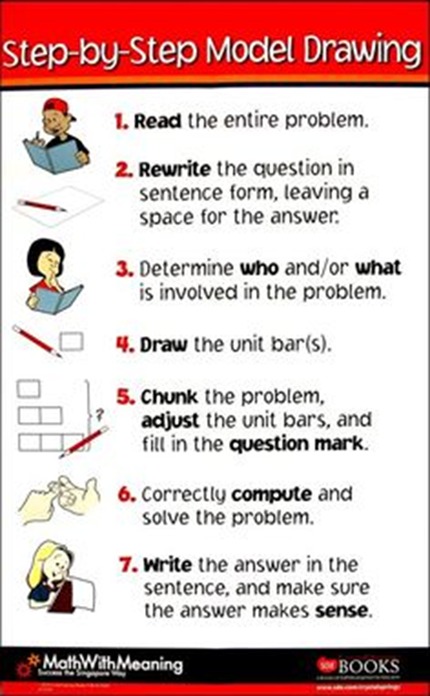 Step-by-Step Model Drawing
1. Read the entire problem.
2. Rewrite the question in
sentence form, leaving a
space for the answer.
3. Determine who and/or what
is involved in the problem.
4. Draw the unit bar(s).
5. Chunk the problem,
adjust the unit bars, and
fill in the question mark.
?
6. Correctly compute and
solve the problem.
7. Write the answer in the
sentence, and make sure
the answer makes sense.
MathWithMeaning
Success the Singapore Way
SDE BOOKS